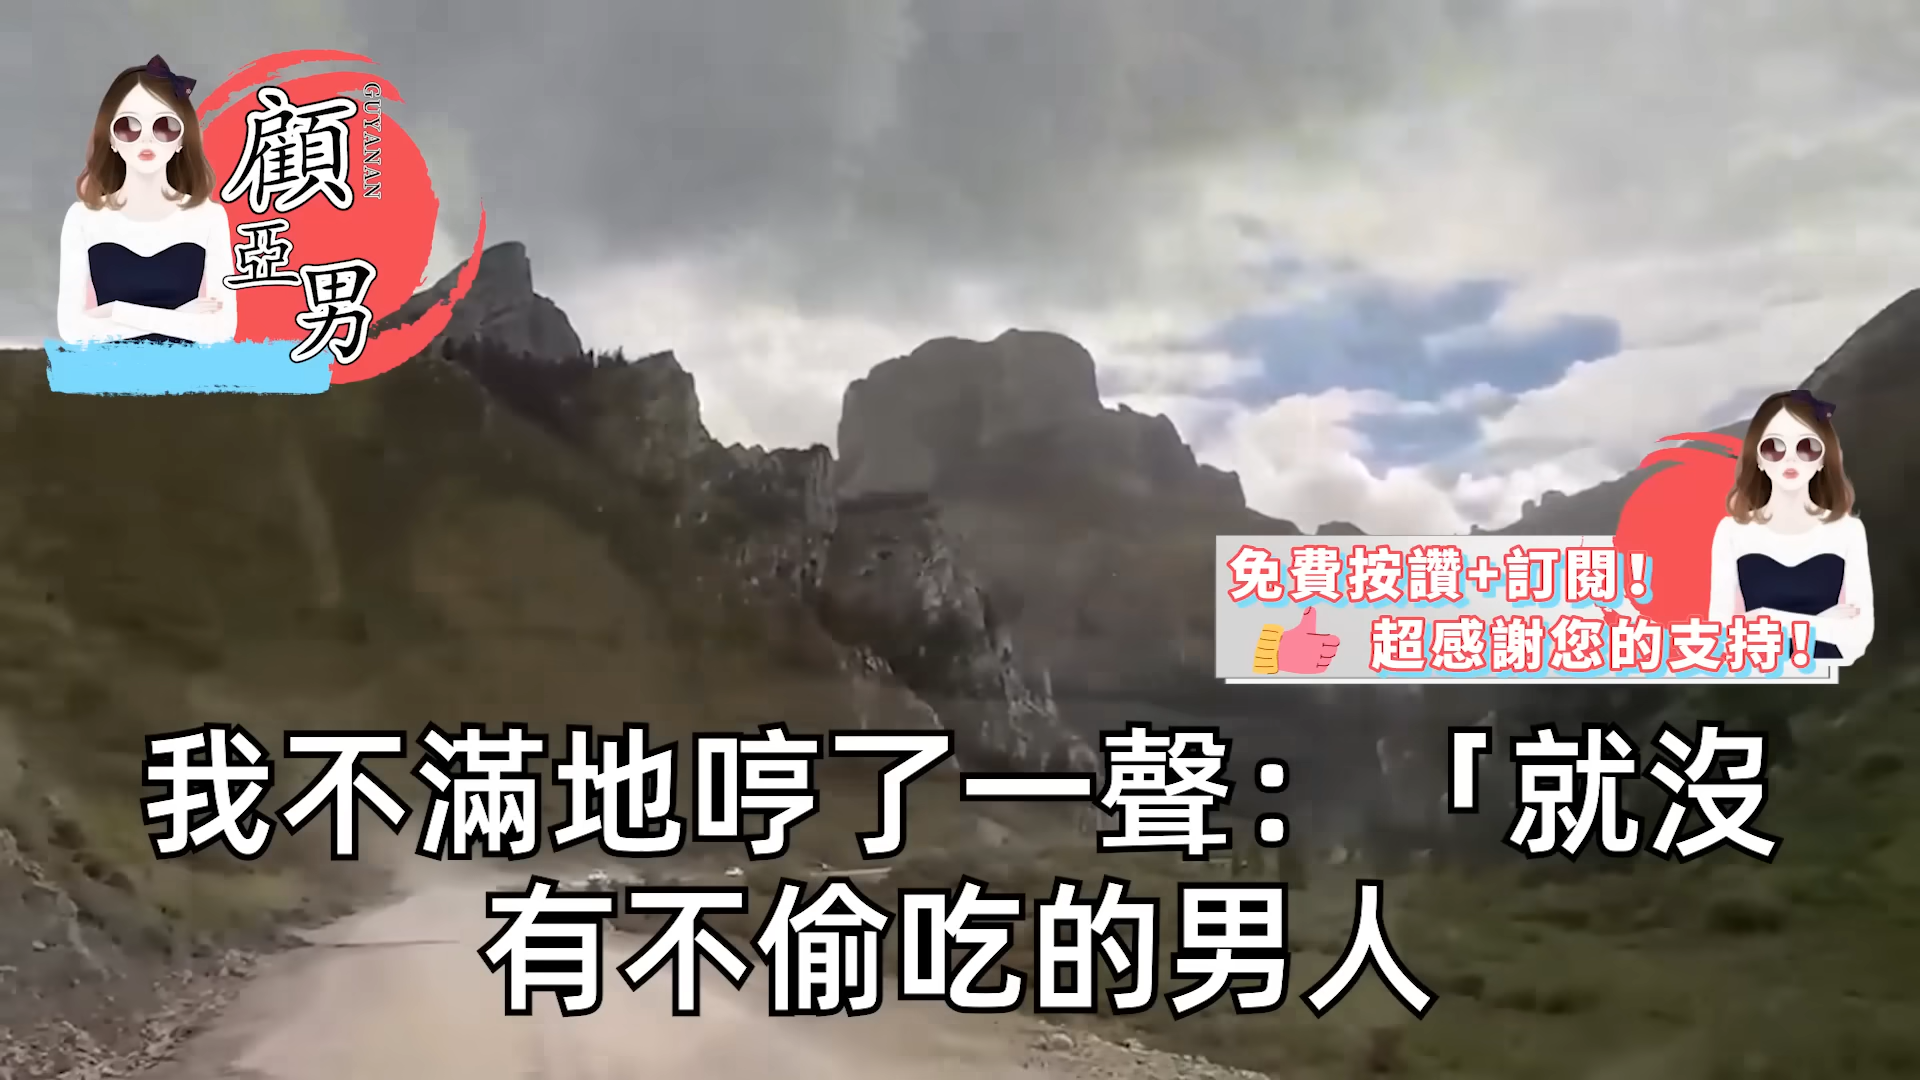 顧亞男
GUYANAN
免費按讚+訂閱!
超感謝您的支持!
我不滿地哼了一聲：「就沒
有不偷吃的男人